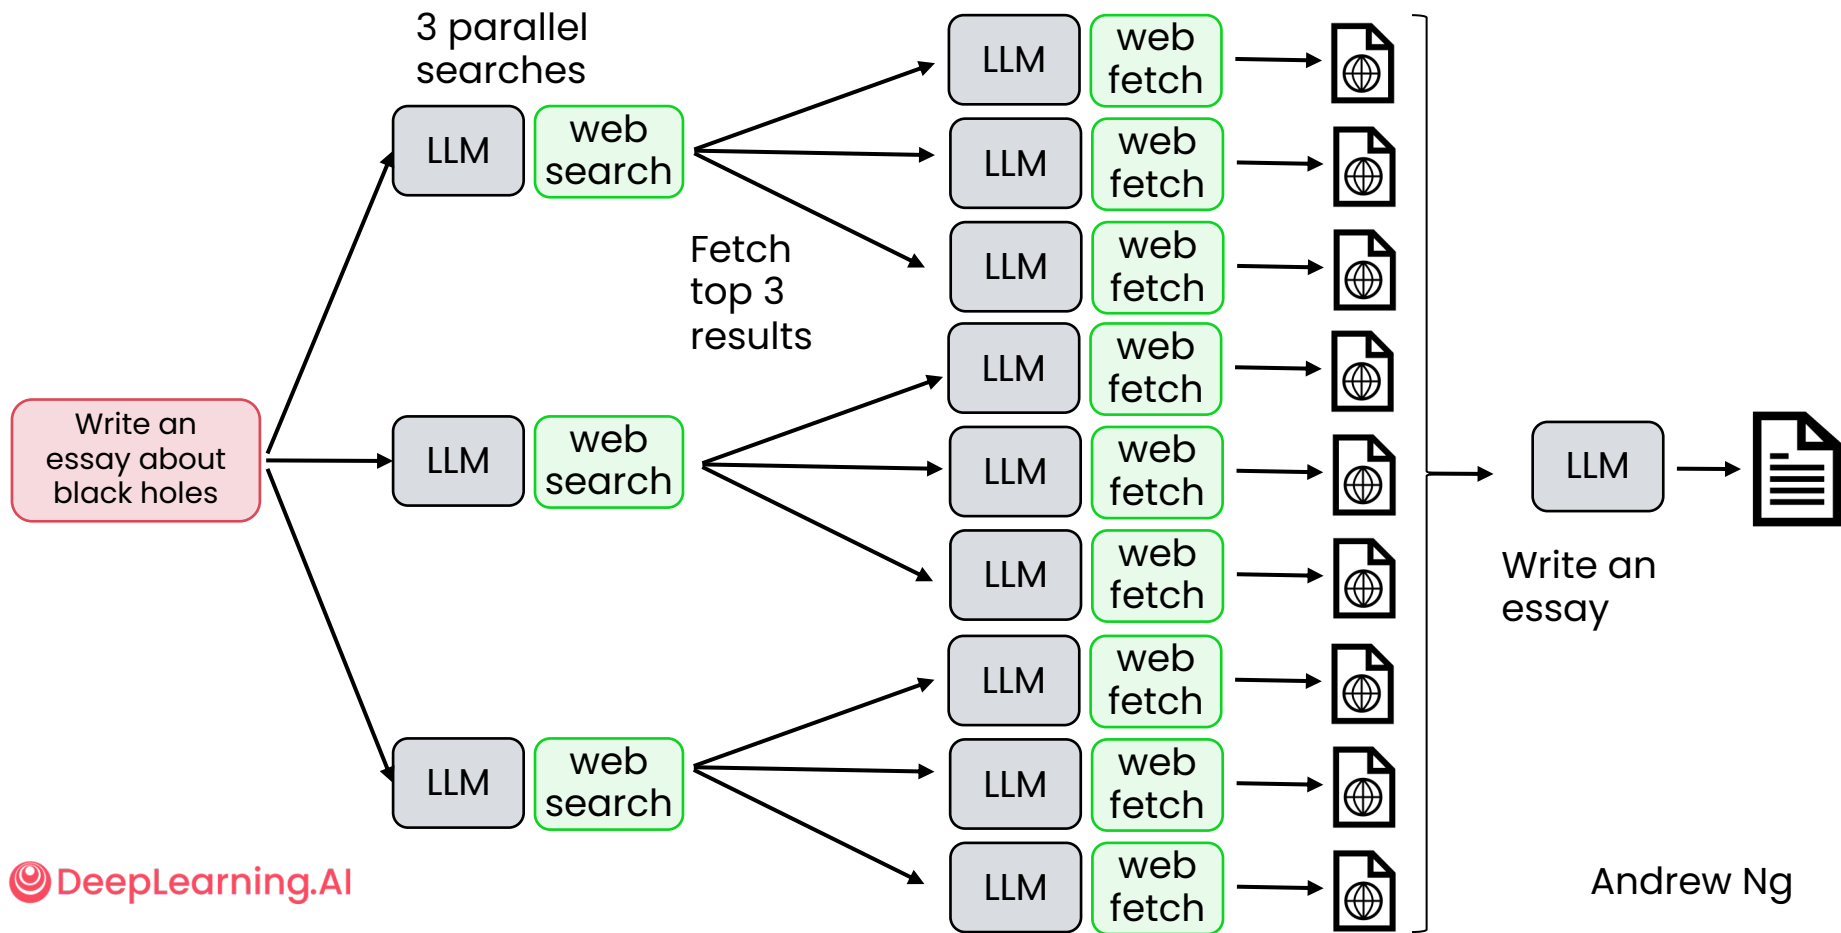 3 parallel
searches
LLM
web
search
LLM
web
fetch
LLM
web
fetch
LLM
web
fetch
Fetch
top 3
results
Write an
essay about
black holes
LLM
web
search
LLM
web
fetch
LLM
web
fetch
LLM
web
fetch
LLM
Write an
essay
LLM
web
search
LLM
web
fetch
LLM
web
fetch
LLM
web
fetch
DeepLearning.AI
Andrew Ng